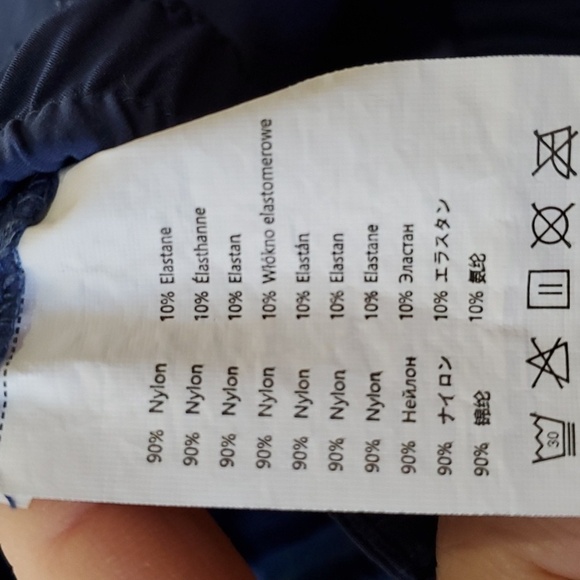 90% Nylon 10% Elastane
90% Nylon 10% Élasthanne
90% Nylon 10% Elastan
90% Nylon 10% Włókno elastomerowe
90% Nylon 10% Elastán
90% Nylon 10% Elastan
90% Nylon 10% Elastane
90% Нейлон 10% Эластан
90% ナイロン 10% エラスタン
90% 锦纶 10% 氨纶
30